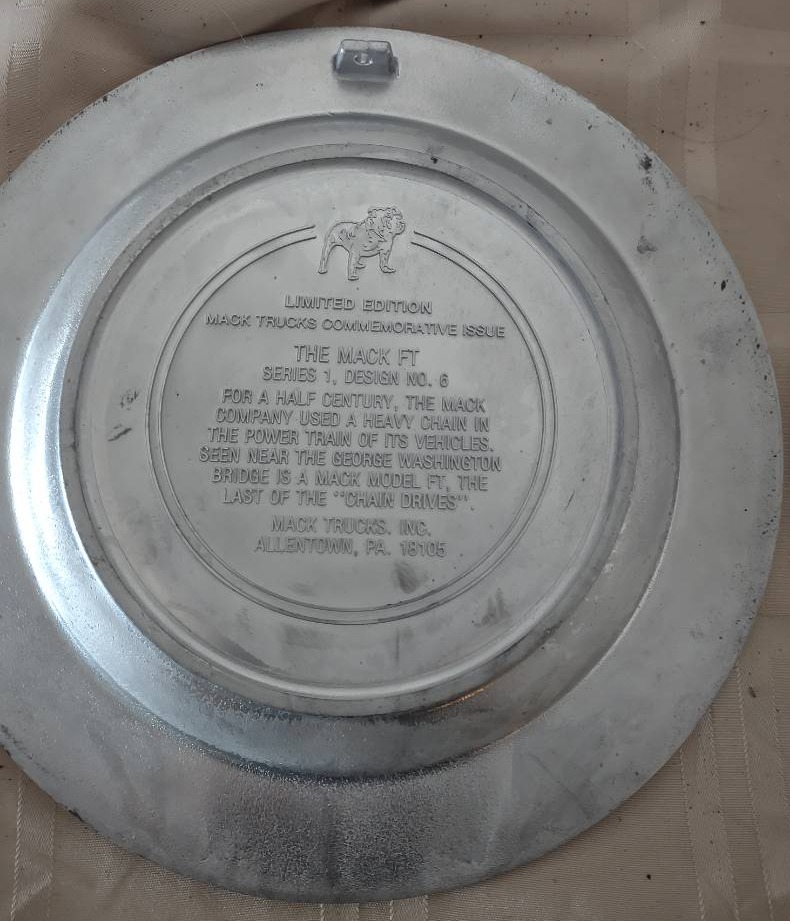 LIMITED EDITION
MACK TRUCKS COMMEMORATIVE ISSUE
THE MACK FT
SERIES 1, DESIGN NO. 6
FOR A HALF CENTURY, THE MACK
COMPANY USED A HEAVY CHAIN IN
THE POWER TRAIN OF ITS VEHICLES.
SEEN NEAR THE GEORGE WASHINGTON
BRIDGE IS A MACK MODEL FT, THE
LAST OF THE "CHAIN DRIVES".
MACK TRUCKS. INC.
ALLENTOWN, PA. 18105